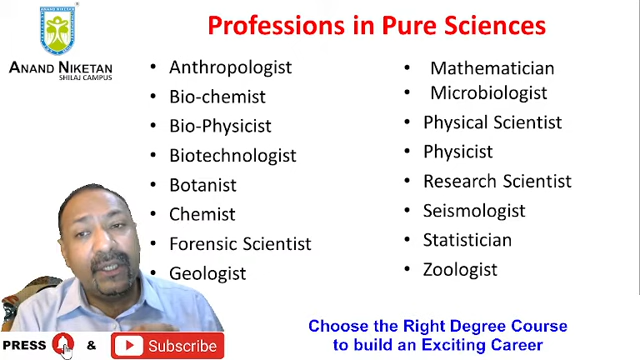 Professions in Pure Sciences
ANAND NIKETAN
SHILAJ CAMPUS
• Anthropologist
• Bio-chemist
• Bio-Physicist
• Biotechnologist
• Botanist
• Chemist
• Forensic Scientist
• Geologist
• Mathematician
• Microbiologist
• Physical Scientist
• Physicist
• Research Scientist
• Seismologist
• Statistician
• Zoologist
Choose the Right Degree Course
to build an Exciting Career
PRESS & Subscribe